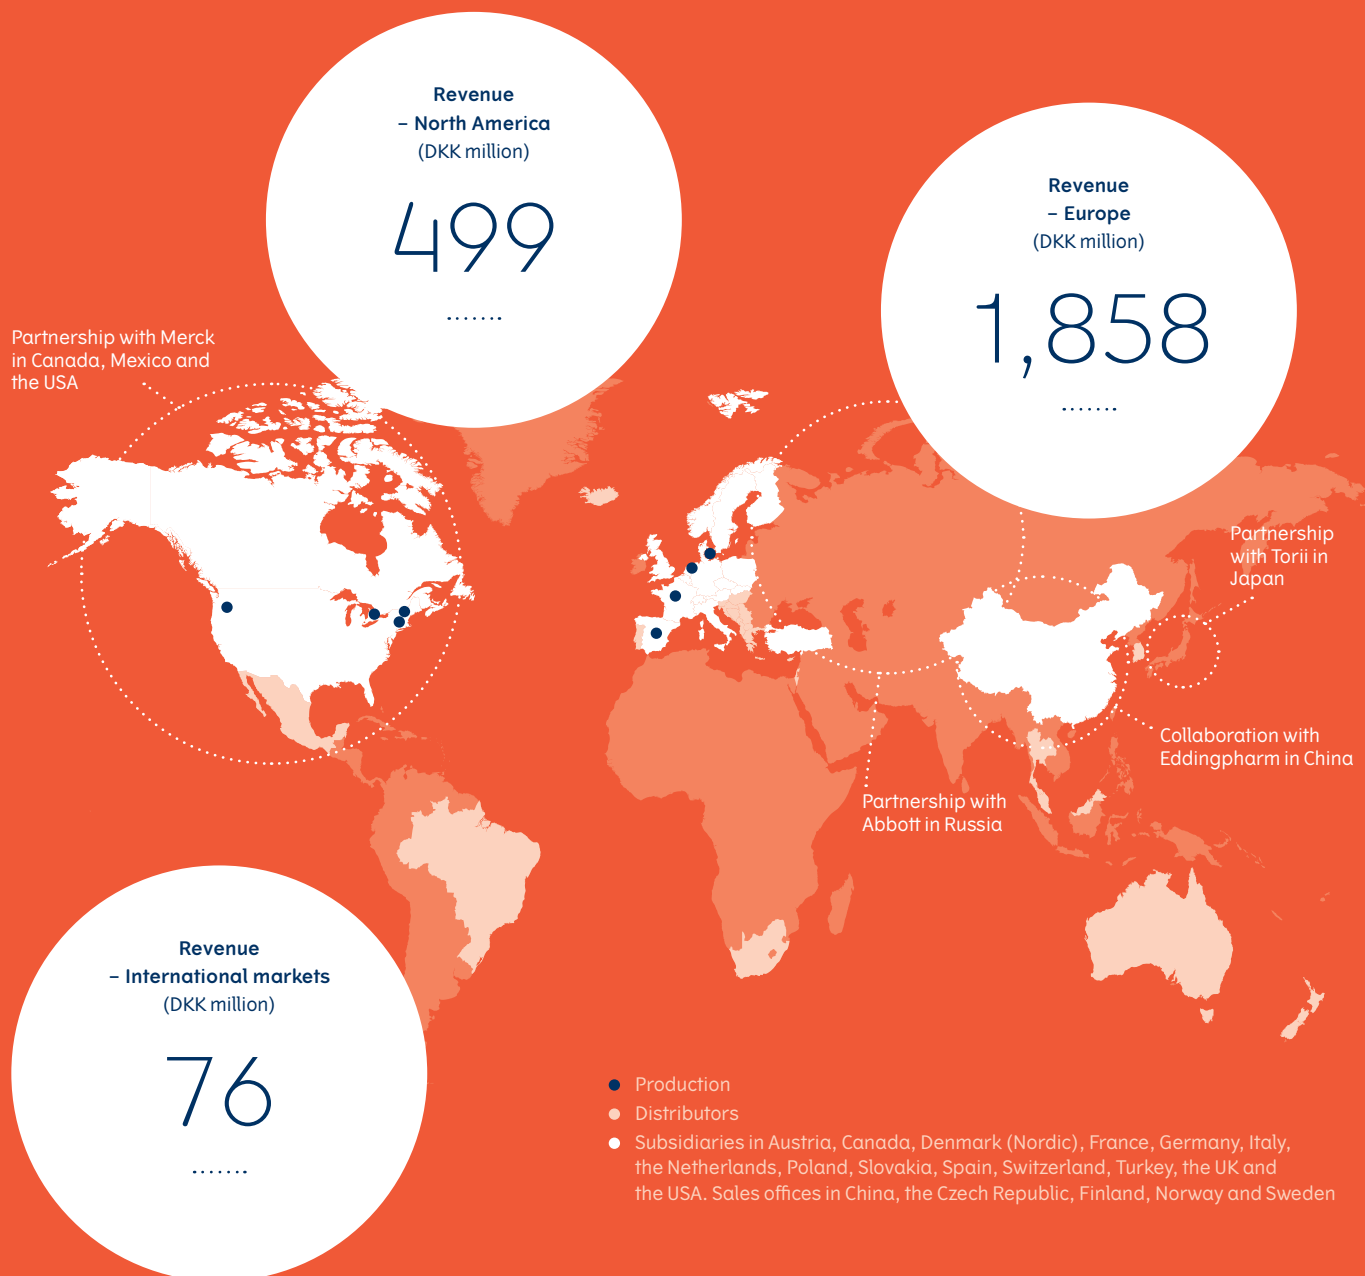 Revenue
– North America
(DKK million)
499
Revenue
– Europe
(DKK million)
1,858
Partnership with Merck
in Canada, Mexico and
the USA
Partnership
with Torii in
Japan
Collaboration with
Eddingpharm in China
Partnership with
Abbott in Russia
Revenue
– International markets
(DKK million)
76
Production
Distributors
Subsidiaries in Austria, Canada, Denmark (Nordic), France, Germany, Italy,
the Netherlands, Poland, Slovakia, Spain, Switzerland, Turkey, the UK and
the USA. Sales offices in China, the Czech Republic, Finland, Norway and Sweden